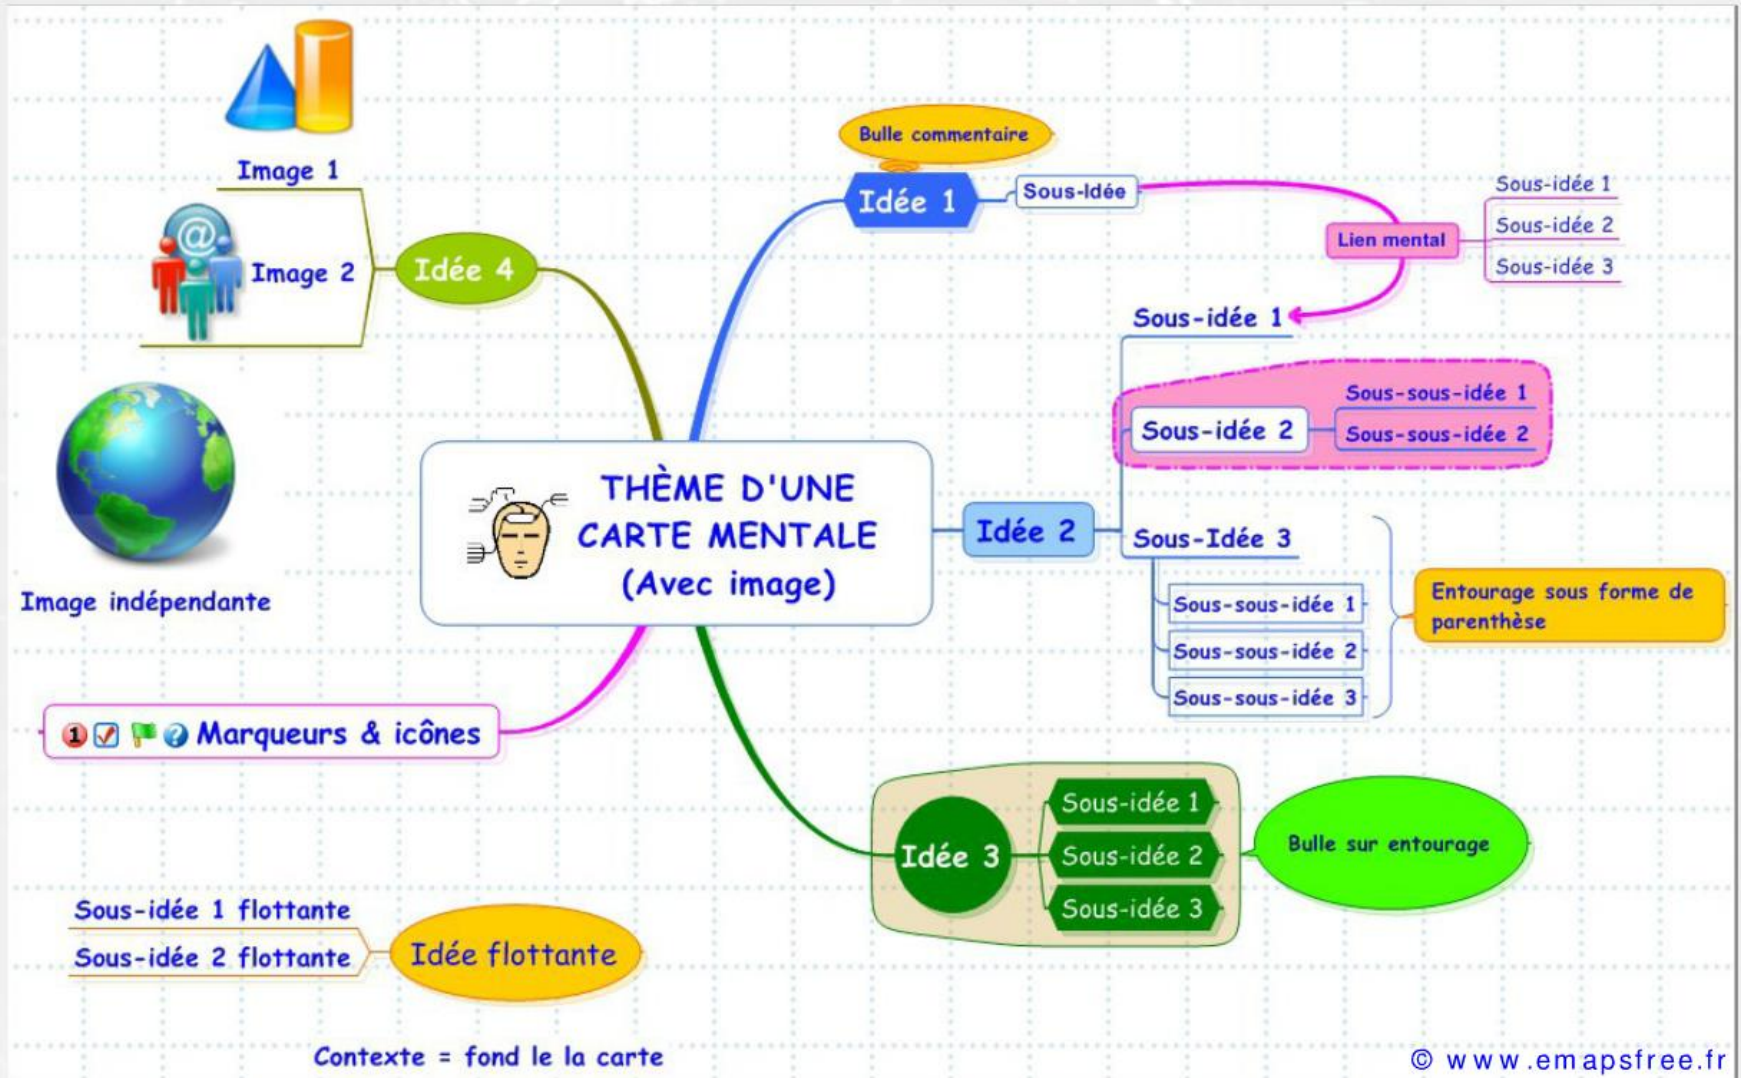 Image 1
@
Image 2
Idée 4
Image indépendante
Bulle commentaire
Idée 1
Sous-Idée
Lien mental
Sous-idée 1
Sous-idée 2
Sous-idée 3
THÈME D'UNE
CARTE MENTALE
(Avec image)
Idée 2
Sous-idée 1
Sous-idée 2
Sous-sous-idée 1
Sous-sous-idée 2
Sous-Idée 3
Sous-sous-idée 1
Sous-sous-idée 2
Sous-sous-idée 3
Entourage sous forme de
parenthèse
1 ? Marqueurs & icônes
Idée 3
Sous-idée 1
Sous-idée 2
Sous-idée 3
Bulle sur entourage
Sous-idée 1 flottante
Sous-idée 2 flottante
Idée flottante
Contexte = fond le la carte
© www.emapsfree.fr